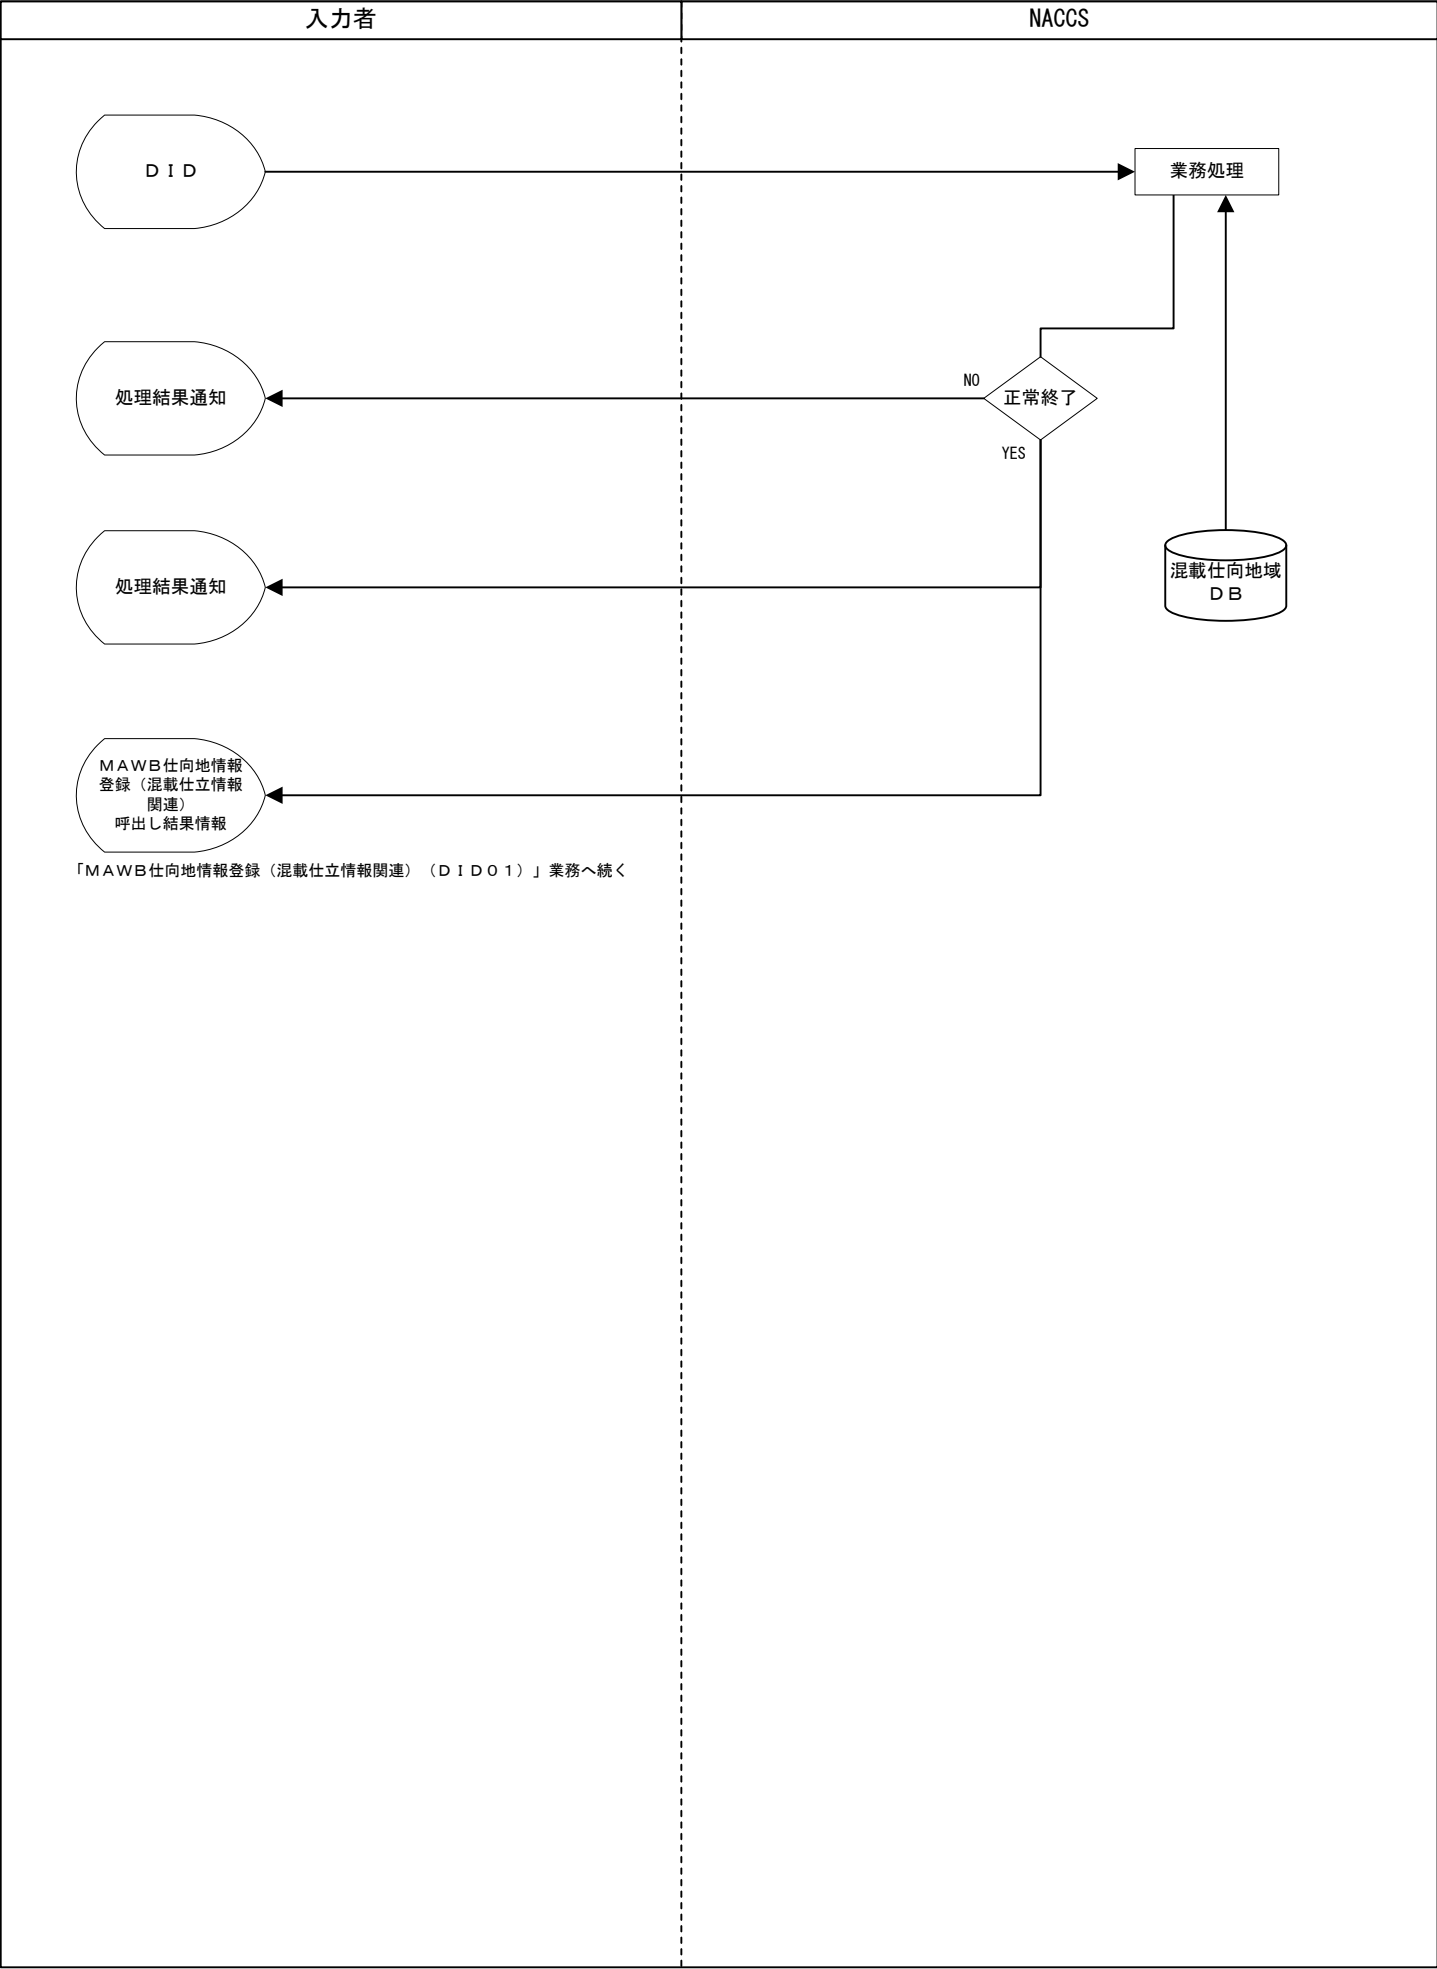 入力者
NACCS
ＤＩＤ
業務処理
処理結果通知
NO
正常終了
YES
処理結果通知
混載仕向地域
ＤＢ
ＭＡＷＢ仕向地情報
登録（混載仕立情報
関連）
呼出し結果情報
「ＭＡＷＢ仕向地情報登録（混載仕立情報関連）（ＤＩＤ０１）」業務へ続く